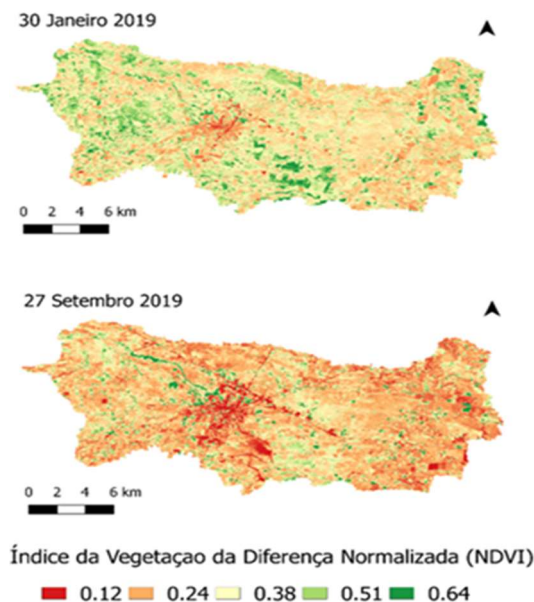 30 Janeiro 2019
0 2 4 6 km
27 Setembro 2019
0 2 4 6 km
Índice da Vegetaçao da Diferença Normalizada (NDVI)
0.12 0.24 0.38 0.51 0.64